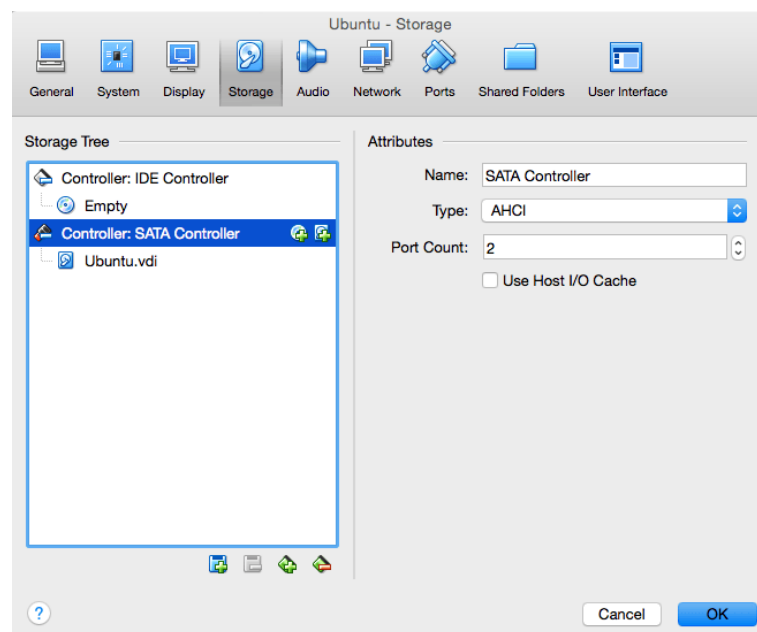 Ubuntu - Storage
General System Display Storage Audio Network Ports Shared Folders User Interface
Storage Tree
Controller: IDE Controller
Empty
Controller: SATA Controller
Ubuntu.vdi
Attributes
Name: SATA Controller
Type: AHCI
Port Count: 2
Use Host I/O Cache
?
Cancel OK